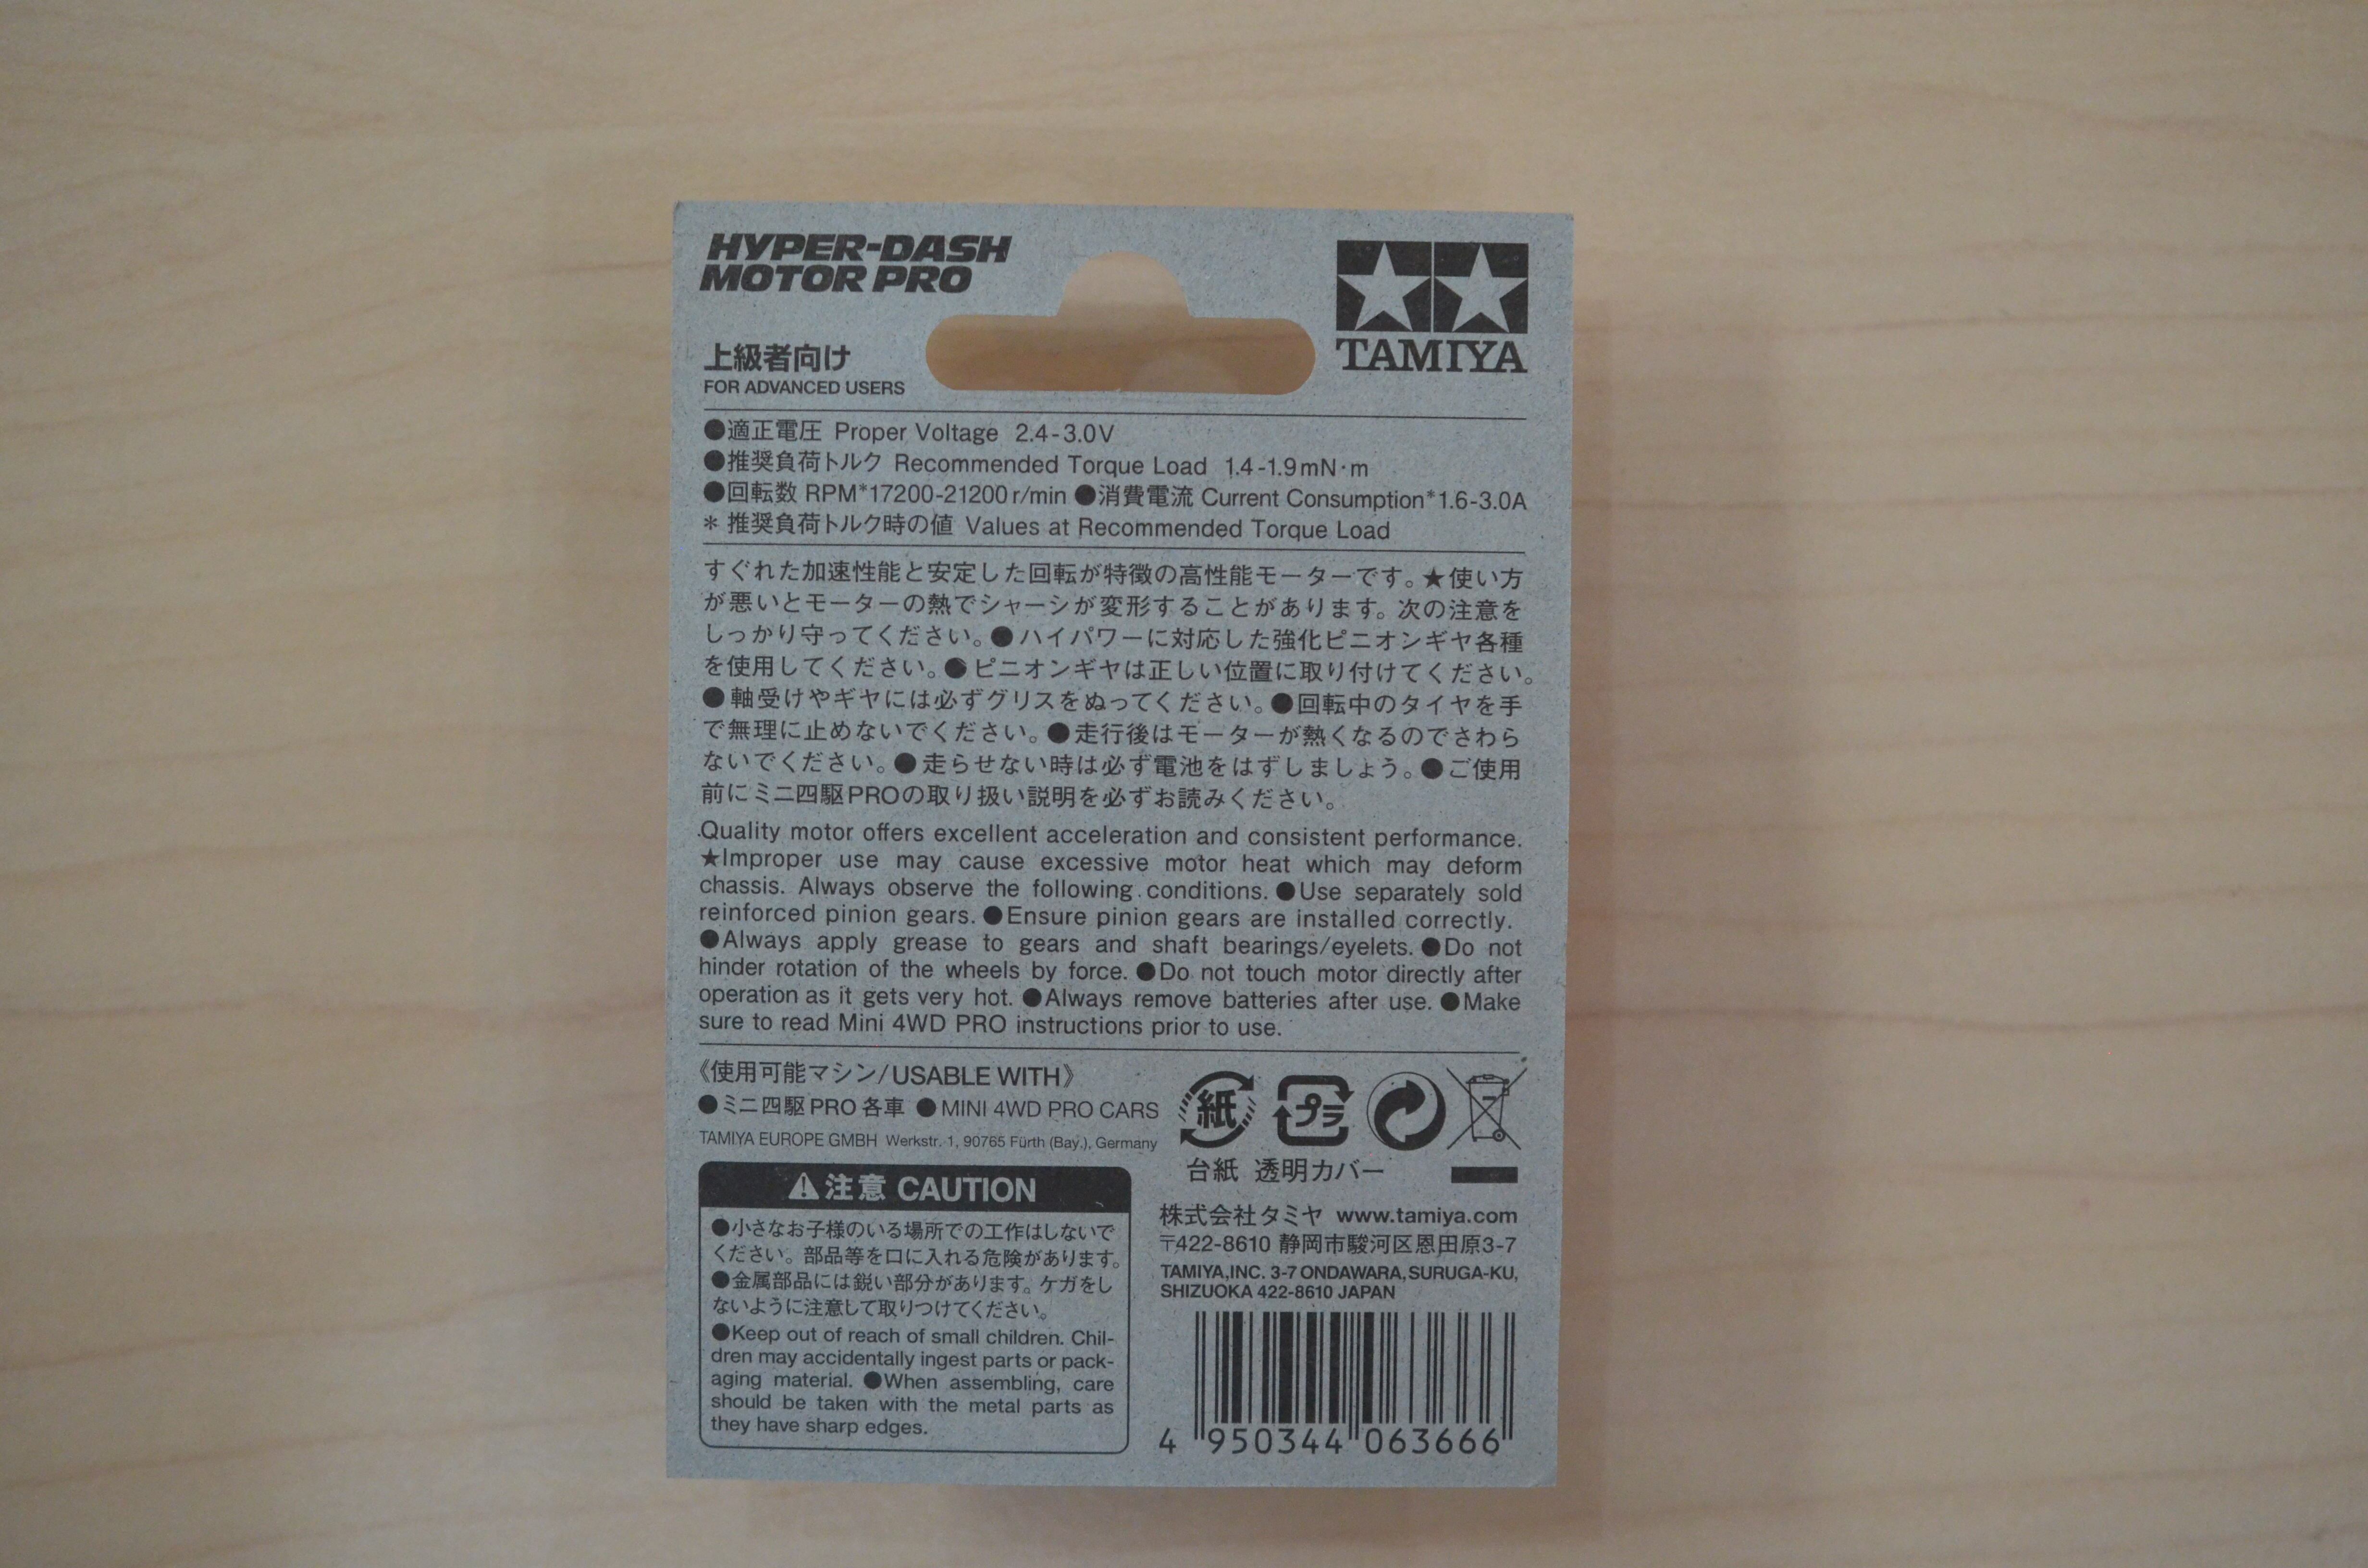 HYPER-DASH
MOTOR PRO
TAMIYA
上級者向け
FOR ADVANCED USERS
●適正電圧 Proper Voltage 2.4-3.0V
●推奨負荷トルク Recommended Torque Load 1.4-1.9mN·m
●回転数 RPM*17200-21200r/min ●消費電流 Current Consumption*1.6-3.0A
* 推奨負荷トルク時の値 Values at Recommended Torque Load
すぐれた加速性能と安定した回転が特徴の高性能モーターです。★使い方
が悪いとモーターの熱でシャーシが変形することがあります。次の注意を
しっかり守ってください。●ハイパワーに対応した強化ピニオンギヤ各種
を使用してください。●ピニオンギヤは正しい位置に取り付けてください。
●軸受けやギヤには必ずグリスをぬってください。●回転中のタイヤを手
で無理に止めないでください。●走行後はモーターが熱くなるのでさわら
ないでください。●走らせない時は必ず電池をはずしましょう。●ご使用
前にミニ四駆PROの取り扱い説明を必ずお読みください。
Quality motor offers excellent acceleration and consistent performance.
★Improper use may cause excessive motor heat which may deform
chassis. Always observe the following conditions. ●Use separately sold
reinforced pinion gears. ●Ensure pinion gears are installed correctly.
●Always apply grease to gears and shaft bearings/eyelets. ●Do not
hinder rotation of the wheels by force. ●Do not touch motor directly after
operation as it gets very hot. ●Always remove batteries after use. ●Make
sure to read Mini 4WD PRO instructions prior to use.
《使用可能マシン/USABLE WITH》
●ミニ四駆PRO各車 ●MINI 4WD PRO CARS
TAMIYA EUROPE GMBH Werkstr. 1, 90765 Fürth (Bay.), Germany
紙 プラ
台紙 透明カバー
注意 CAUTION
●小さなお子様のいる場所での工作はしないで
ください。部品等を口に入れる危険があります。
●金属部品には鋭い部分があります。ケガをし
ないように注意して取りつけてください。
●Keep out of reach of small children. Chil-
dren may accidentally ingest parts or pack-
aging material. ●When assembling, care
should be taken with the metal parts as
they have sharp edges.
株式会社タミヤ www.tamiya.com
〒422-8610 静岡市駿河区恩田原3-7
TAMIYA,INC. 3-7 ONDAWARA, SURUGA-KU,
SHIZUOKA 422-8610 JAPAN
4 950344 063666